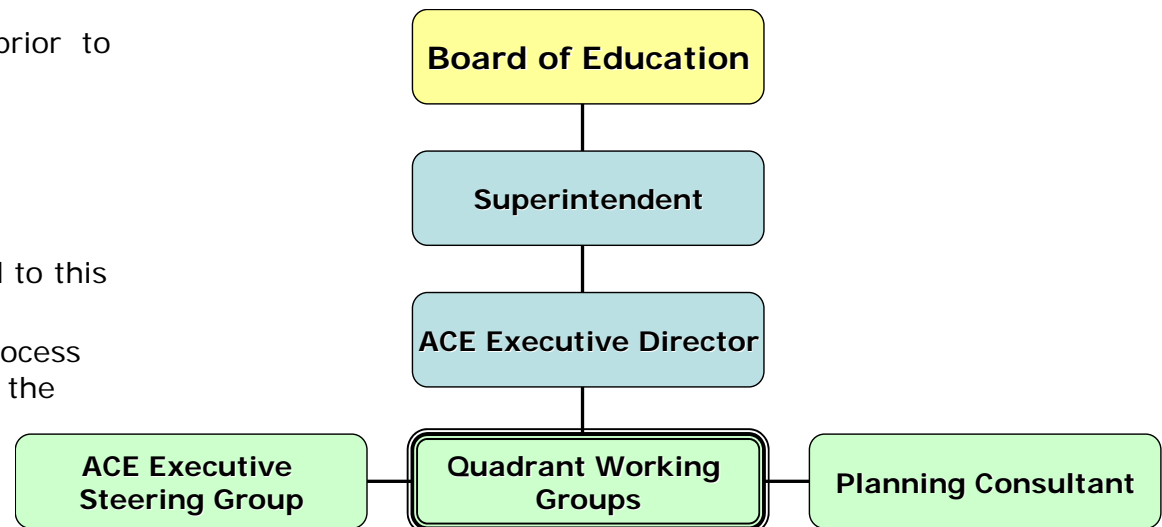 prior to
Board of Education
Superintendent
to this
ACE Executive Director
ocess
the
ACE Executive
Steering Group
Quadrant Working
Groups
Planning Consultant